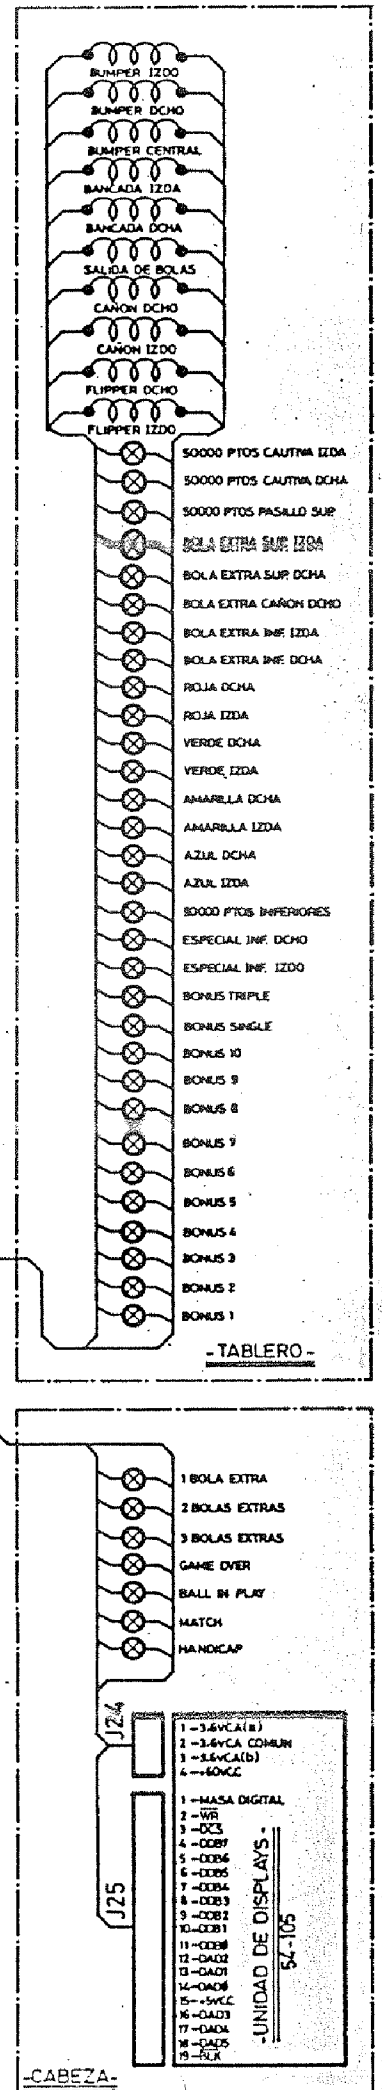 BUMPER IZDO
BUMPER DCHO
BUMPER CENTRAL
BANCADA IZDA
BANCADA DCHA
SALIDA DE BOLAS
CAÑON DCHO
CAÑON IZDO
FLIPPER DCHO
FLIPPER IZDO
50000 PTOS CAUTIVA IZDA
50000 PTOS CAUTIVA DCHA
50000 PTOS PASILLO SUP
BOLA EXTRA SUP. IZDA
BOLA EXTRA SUP. DCHA
BOLA EXTRA CAÑON DCHO
BOLA EXTRA INF. IZDA
BOLA EXTRA INF. DCHA
ROJA DCHA
ROJA IZDA
VERDE DCHA
VERDE IZDA
AMARILLA DCHA
AMARILLA IZDA
AZUL DCHA
AZUL IZDA
50000 PTOS INFERIORES
ESPECIAL INF. DCHO
ESPECIAL INF. IZDO
BONUS TRIPLE
BONUS SINGLE
BONUS 10
BONUS 9
BONUS 8
BONUS 7
BONUS 6
BONUS 5
BONUS 4
BONUS 3
BONUS 2
BONUS 1
-TABLERO-
1 BOLA EXTRA
2 BOLAS EXTRAS
3 BOLAS EXTRAS
GAME OVER
BALL IN PLAY
MATCH
HANDICAP
J24
1 -3.6VCA(a)
2 -3.6VCA COMUN
3 -3.6VCA(b)
4 -+60VCC
J25
1 -MASA DIGITAL
2 -WR
3 -DCS
4 -DDB7
5 -DDB6
6 -DDB5
7 -DDB4
8 -DDB3
9 -DDB2
10-DDB1
11-DDB0
12-DAD2
13-DAD1
14-DAD0
15-+5VCC
16-DAD3
17-DAD4
18-DAD5
19-BLK
-UNIDAD DE DISPLAYS-
54-105
-CABEZA-